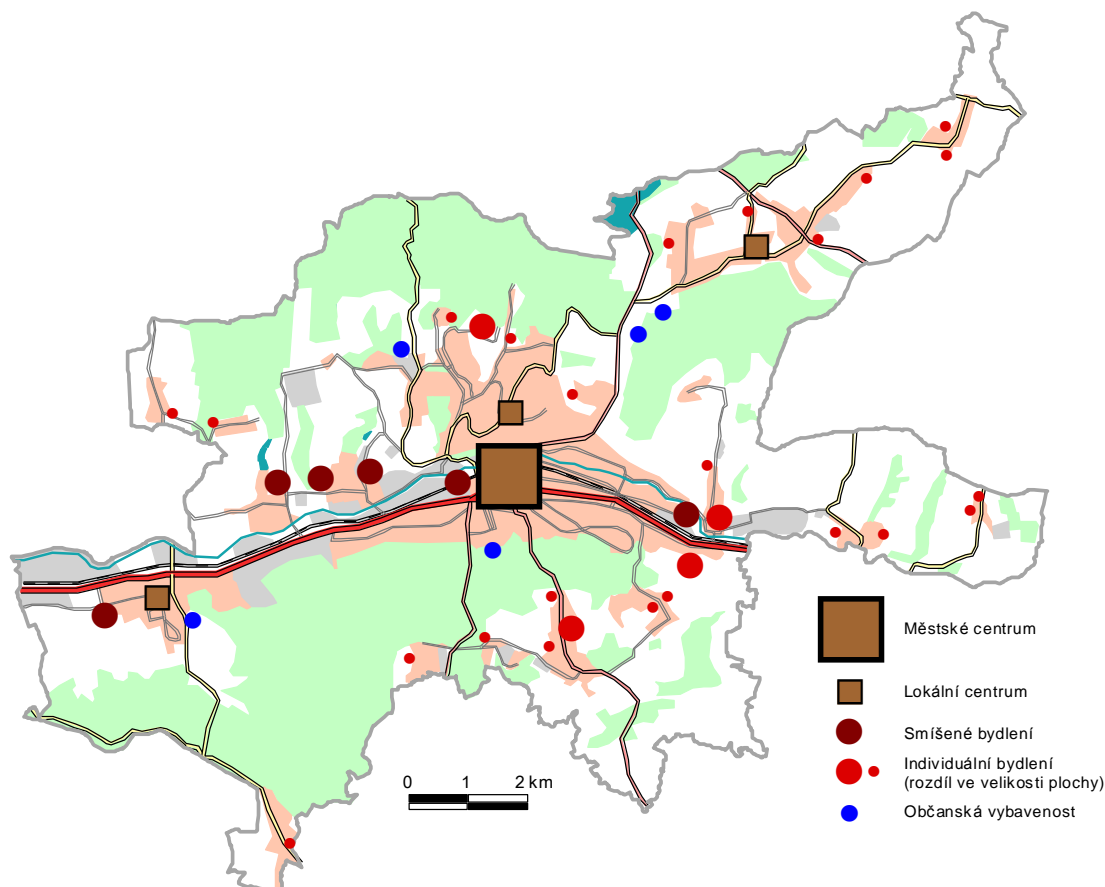 Městské centrum
Lokální centrum
Smíšené bydlení
Individuální bydlení
(rozdíl ve velikosti plochy)
Občanská vybavenost
0 1 2 km